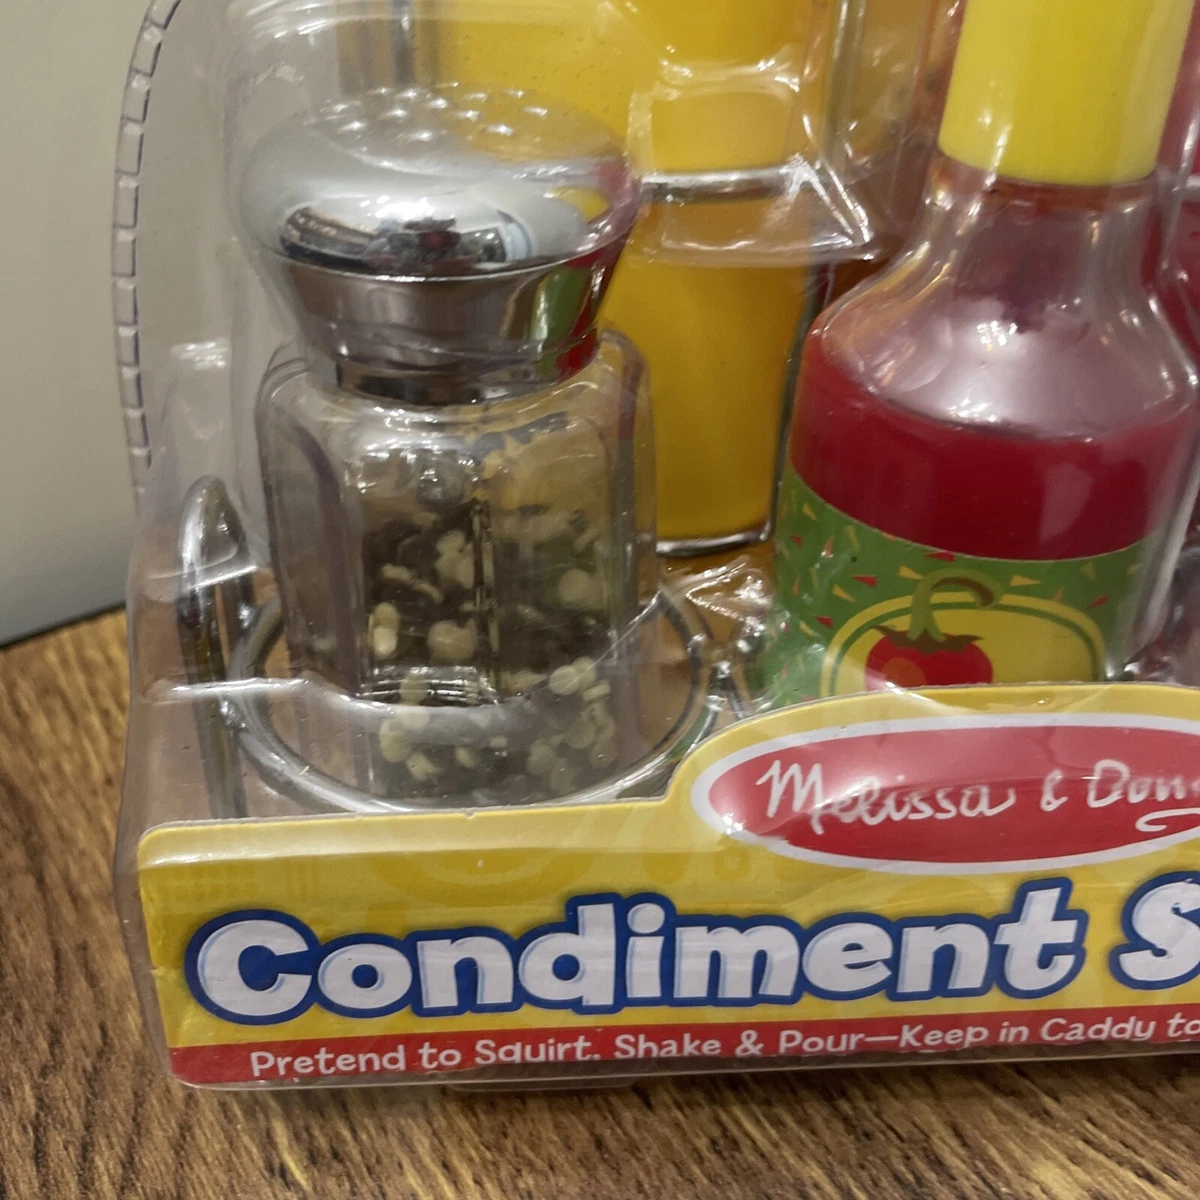 Melissa & Dou
Condiment S
Pretend to Squirt, Shake & Pour—Keep in Caddy to